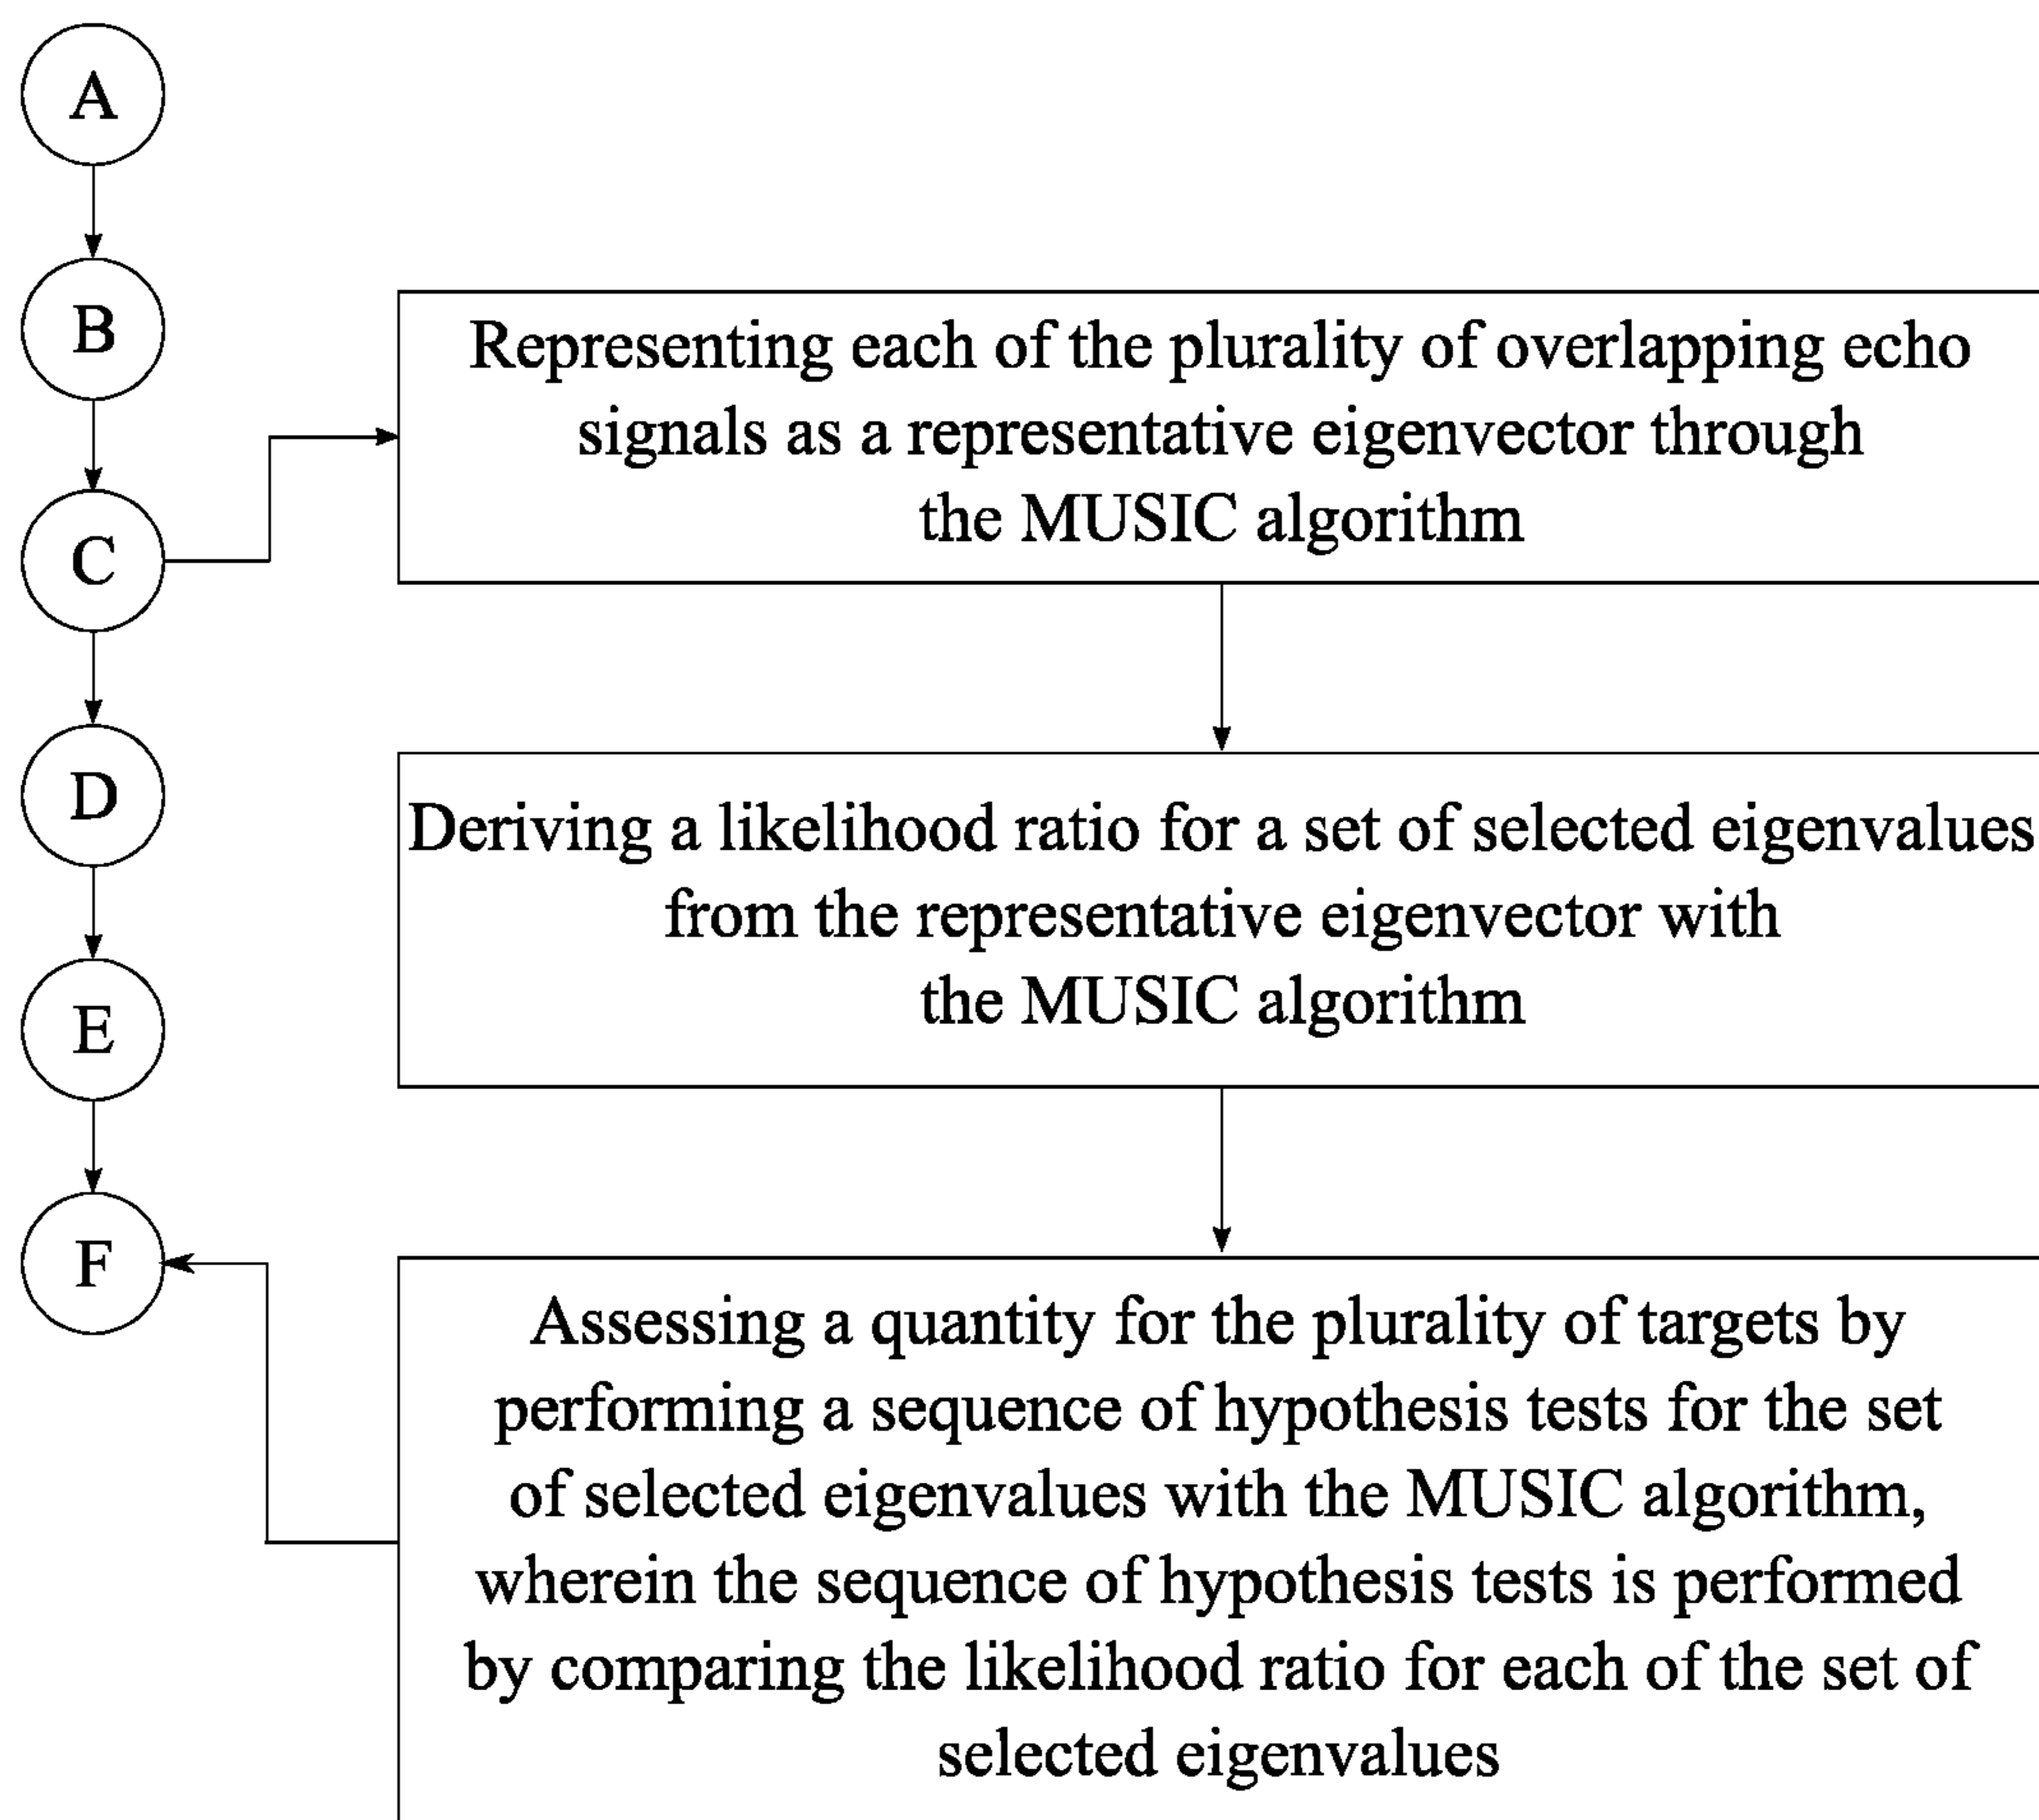 A
B
C
D
E
F
Representing each of the plurality of overlapping echo
signals as a representative eigenvector through
the MUSIC algorithm
Deriving a likelihood ratio for a set of selected eigenvalues
from the representative eigenvector with
the MUSIC algorithm
Assessing a quantity for the plurality of targets by
performing a sequence of hypothesis tests for the set
of selected eigenvalues with the MUSIC algorithm,
wherein the sequence of hypothesis tests is performed
by comparing the likelihood ratio for each of the set of
selected eigenvalues